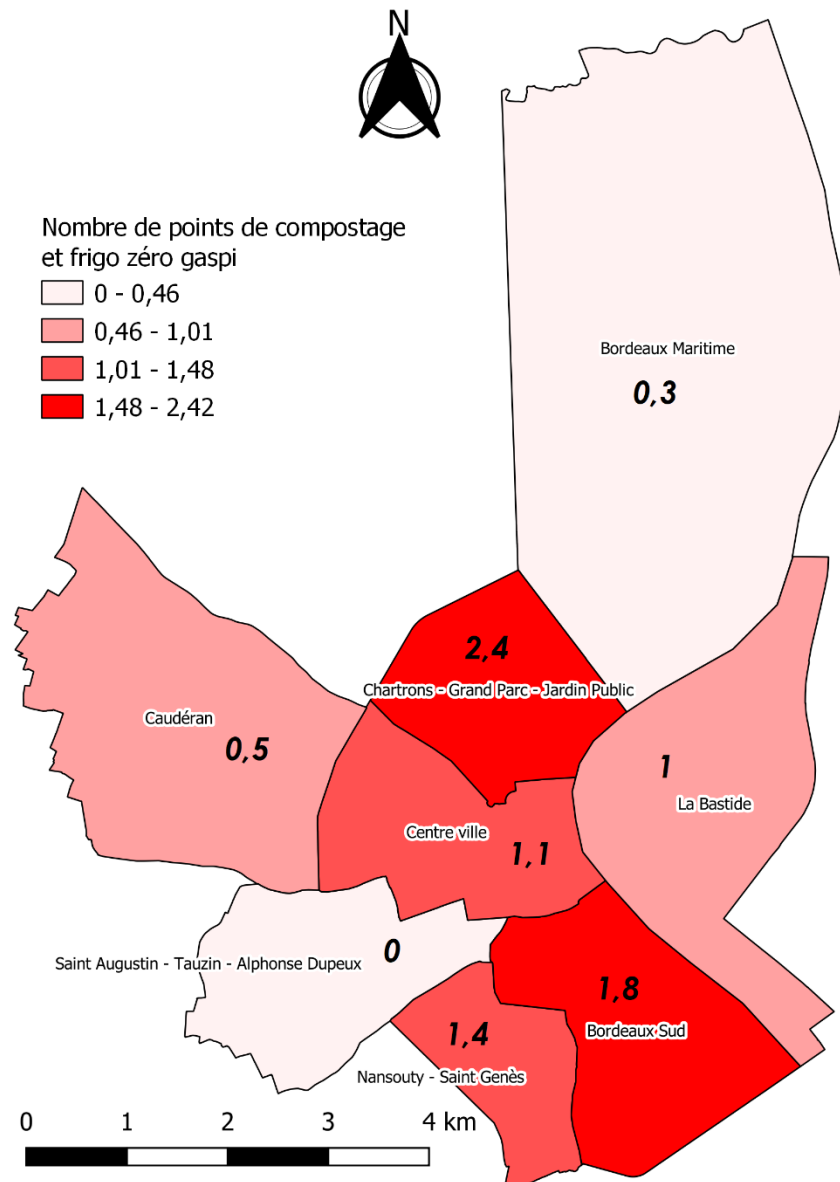 N
Nombre de points de compostage
et frigo zéro gaspi
0 - 0,46
0,46 - 1,01
1,01 - 1,48
1,48 - 2,42
Bordeaux Maritime
0,3
2,4
Chartrons - Grand Parc - Jardin Public
Caudéran
0,5
1
La Bastide
Centre ville
1,1
0
Saint Augustin - Tauzin - Alphonse Dupeux
1,8
Bordeaux Sud
1,4
Nansouty - Saint Genès
0 1 2 3 4 km